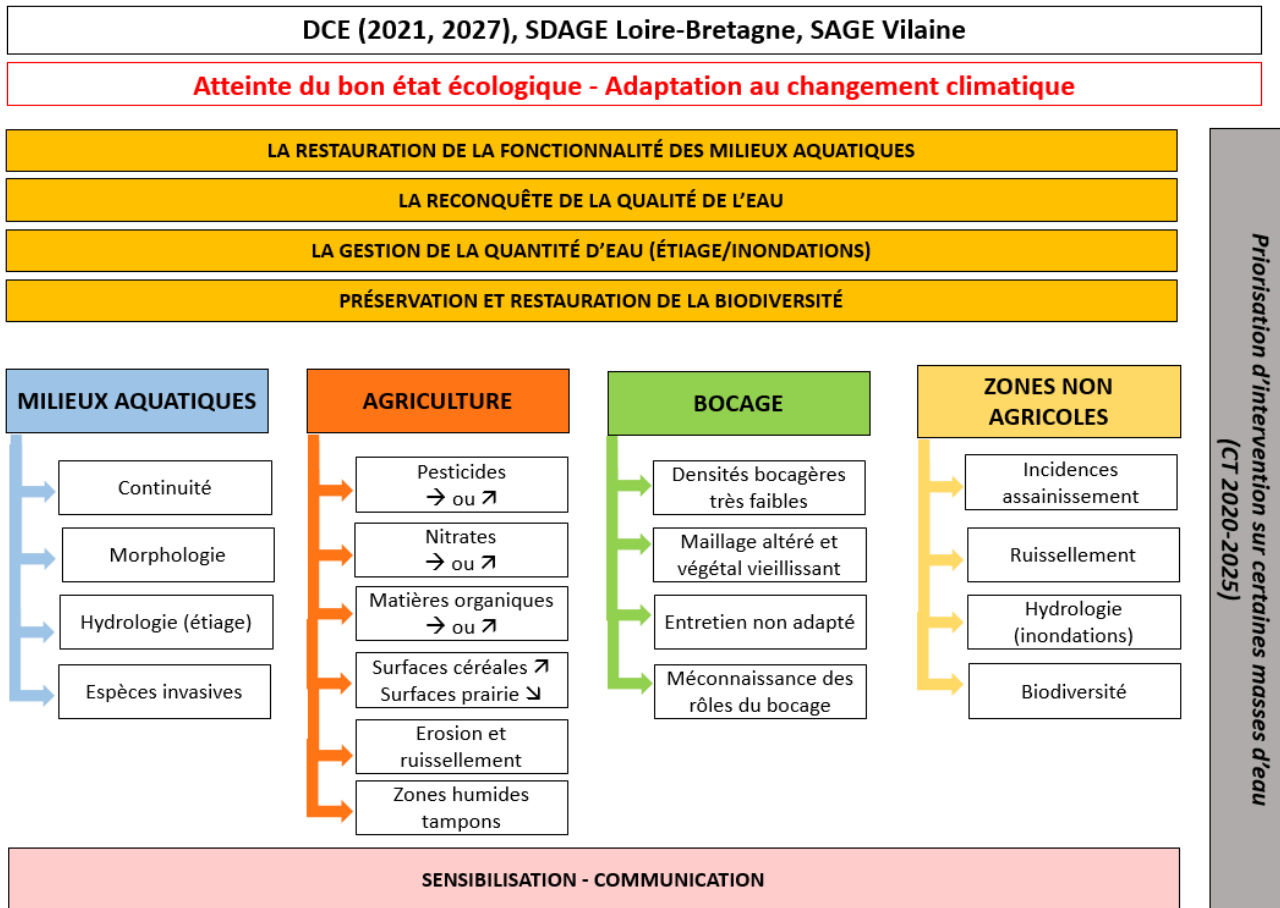 DCE (2021, 2027), SDAGE Loire-Bretagne, SAGE Vilaine
Atteinte du bon état écologique - Adaptation au changement climatique
LA RESTAURATION DE LA FONCTIONNALITÉ DES MILIEUX AQUATIQUES
LA RECONQUÊTE DE LA QUALITÉ DE L’EAU
LA GESTION DE LA QUANTITÉ D’EAU (ÉTIAGE/INONDATIONS)
PRÉSERVATION ET RESTAURATION DE LA BIODIVERSITÉ
MILIEUX AQUATIQUES
Continuité
Morphologie
Hydrologie (étiage)
Espèces invasives
AGRICULTURE
Pesticides
→ ou ↗
Nitrates
→ ou ↗
Matières organiques
→ ou ↗
Surfaces céréales ↗
Surfaces prairie ↘
Erosion et
ruissellement
Zones humides
tampons
BOCAGE
Densités bocagères
très faibles
Maillage altéré et
végétal vieillissant
Entretien non adapté
Méconnaissance des
rôles du bocage
ZONES NON
AGRICOLES
Incidences
assainissement
Ruissellement
Hydrologie
(inondations)
Biodiversité
Priorisation d’intervention sur certaines masses d’eau
(CT 2020-2025)
SENSIBILISATION - COMMUNICATION